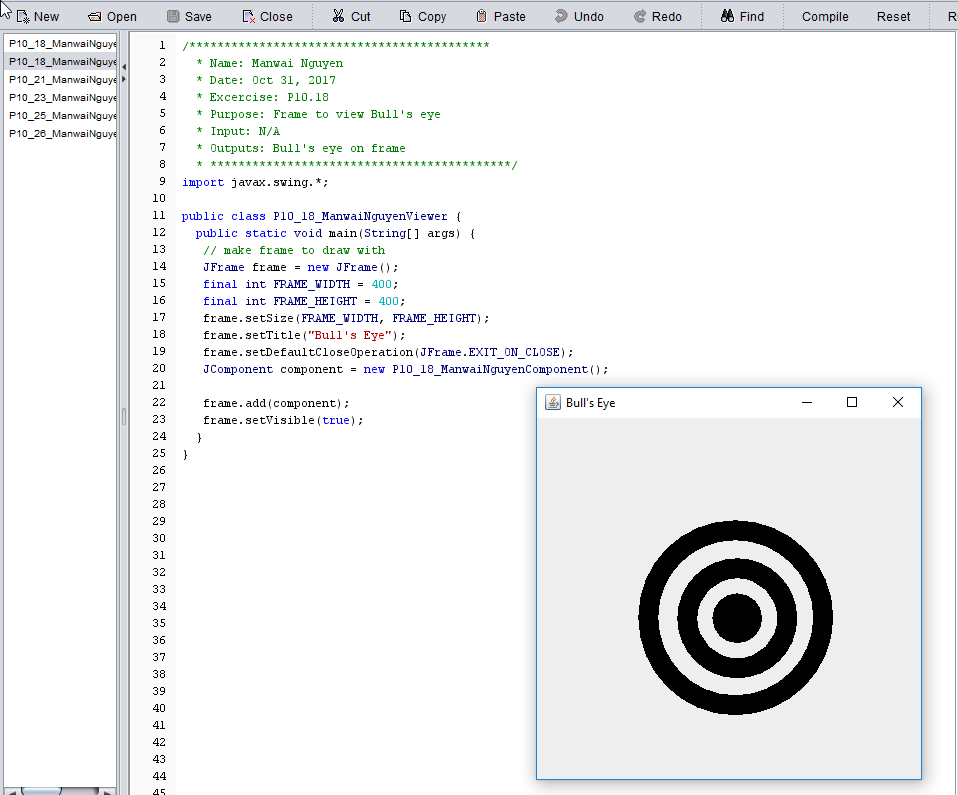 New Open Save Close Cut Copy Paste Undo Redo Find Compile Reset R
P10_18_ManwaiNguye
P10_18_ManwaiNguye
P10_21_ManwaiNguye
P10_23_ManwaiNguye
P10_25_ManwaiNguye
P10_26_ManwaiNguye
1 /*******************************************
2 * Name: Manwai Nguyen
3 * Date: Oct 31, 2017
4 * Excercise: P10.18
5 * Purpose: Frame to view Bull's eye
6 * Input: N/A
7 * Outputs: Bull's eye on frame
8 * *******************************************/
9 import javax.swing.*;
10
11 public class P10_18_ManwaiNguyenViewer {
12 public static void main(String[] args) {
13 // make frame to draw with
14 JFrame frame = new JFrame();
15 final int FRAME_WIDTH = 400;
16 final int FRAME_HEIGHT = 400;
17 frame.setSize(FRAME_WIDTH, FRAME_HEIGHT);
18 frame.setTitle("Bull's Eye");
19 frame.setDefaultCloseOperation(JFrame.EXIT_ON_CLOSE);
20 JComponent component = new P10_18_ManwaiNguyenComponent();
21
22 frame.add(component);
23 frame.setVisible(true);
24 }
25 }
26
27
28
29
30
31
32
33
34
35
36
37
38
39
40
41
42
43
44
45
Bull's Eye